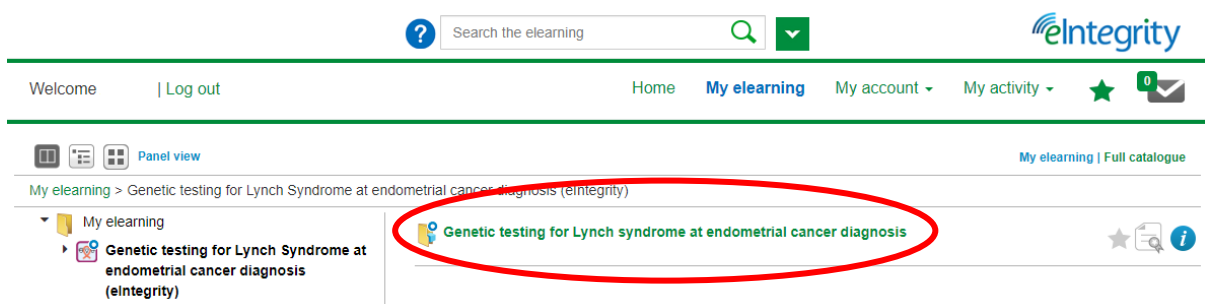 ? Search the elearning
eIntegrity
Welcome | Log out
Home My elearning My account My activity 0
Panel view
My elearning | Full catalogue
My elearning > Genetic testing for Lynch Syndrome at endometrial cancer diagnosis (eIntegrity)
My elearning
Genetic testing for Lynch Syndrome at
endometrial cancer diagnosis
(eIntegrity)
Genetic testing for Lynch syndrome at endometrial cancer diagnosis
i